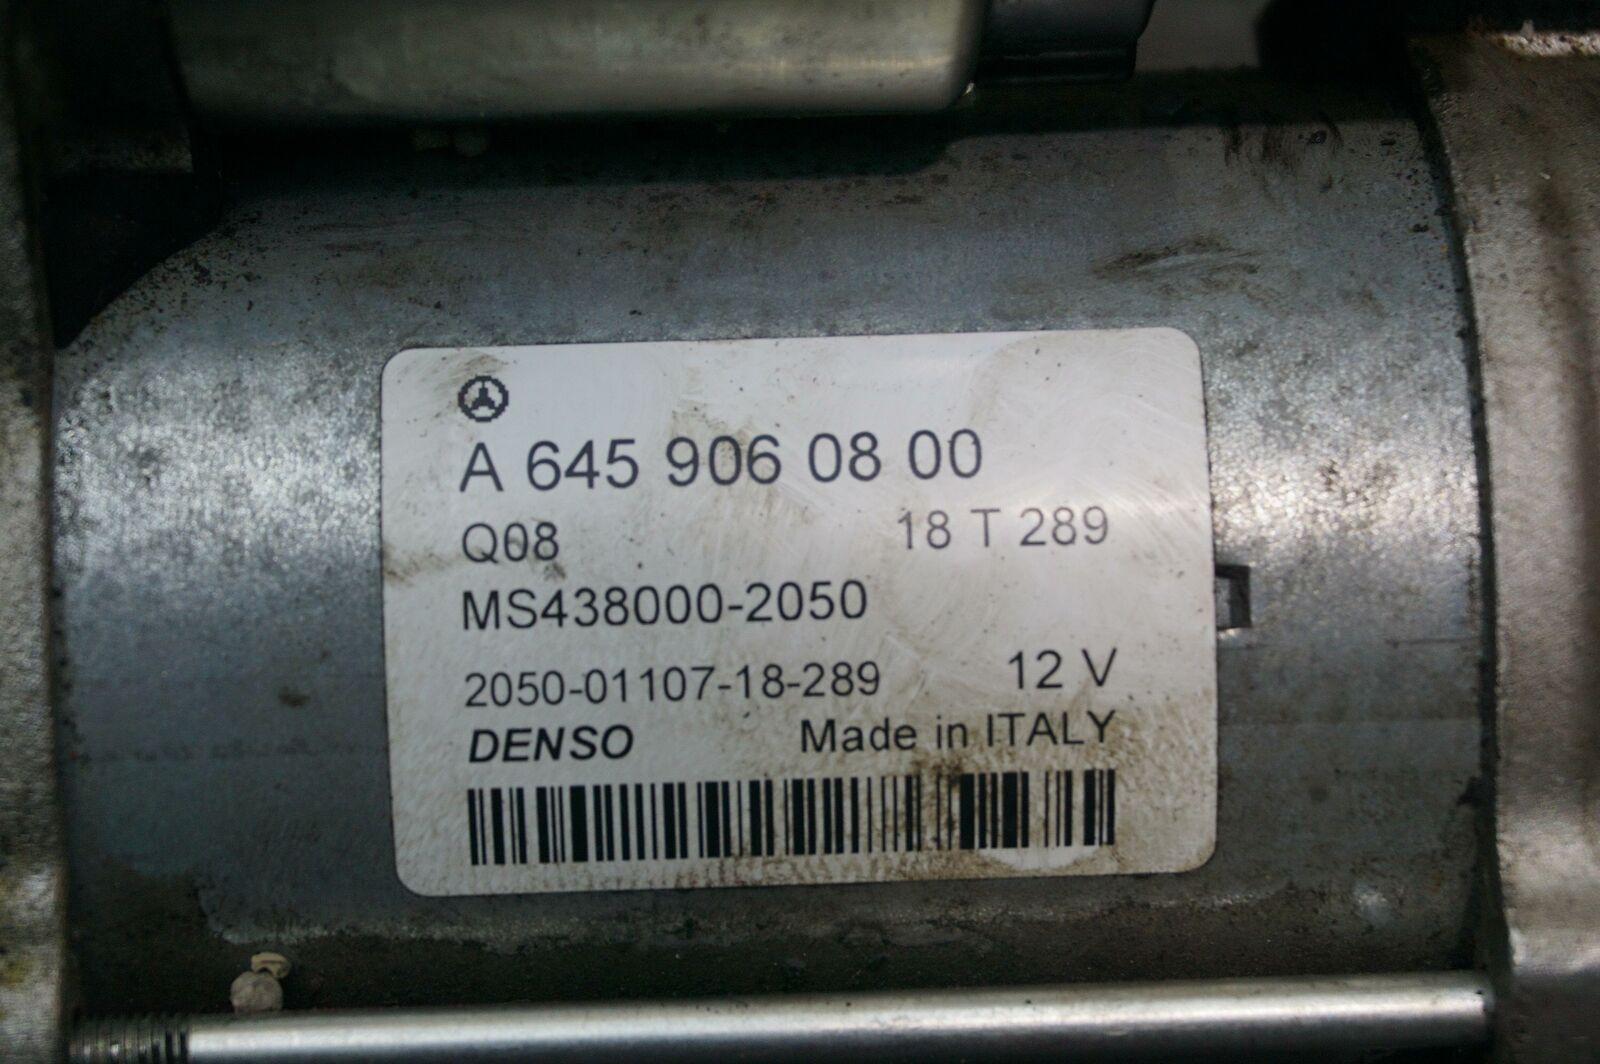 A 645 906 08 00
Q08 18 T 289
MS438000-2050
2050-01107-18-289 12 V
DENSO Made in ITALY